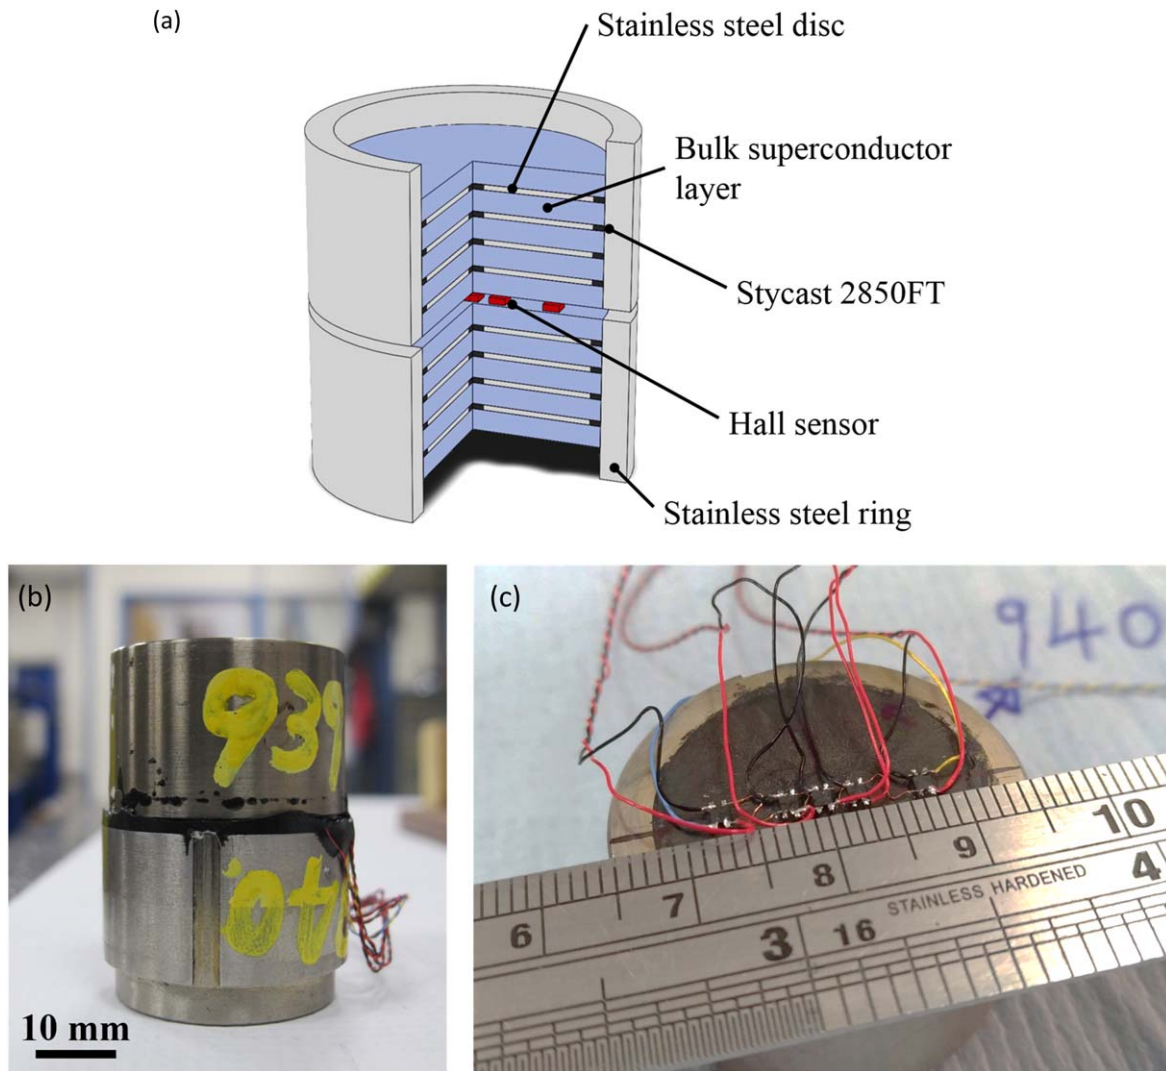 (a)
Stainless steel disc
Bulk superconductor
layer
Stycast 2850FT
Hall sensor
Stainless steel ring
(b)
939
940
10 mm
(c)
940
6 7 8 9 10
STAINLESS HARDENED
3 16 4